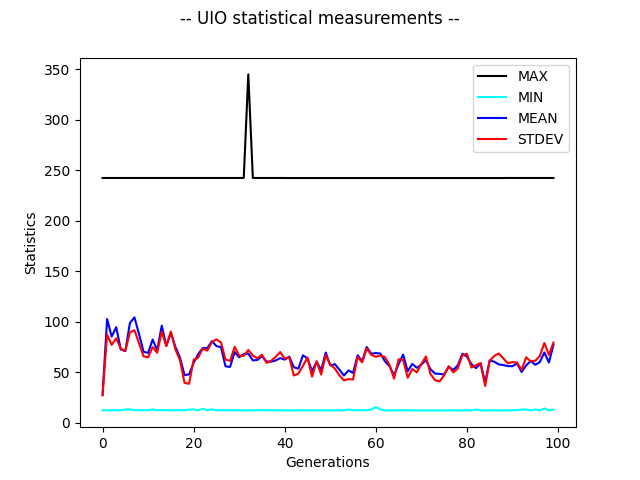 -- UIO statistical measurements --
MAX
MIN
MEAN
STDEV
350
300
250
200
150
100
50
0
Statistics
0
20
40
60
80
100
Generations